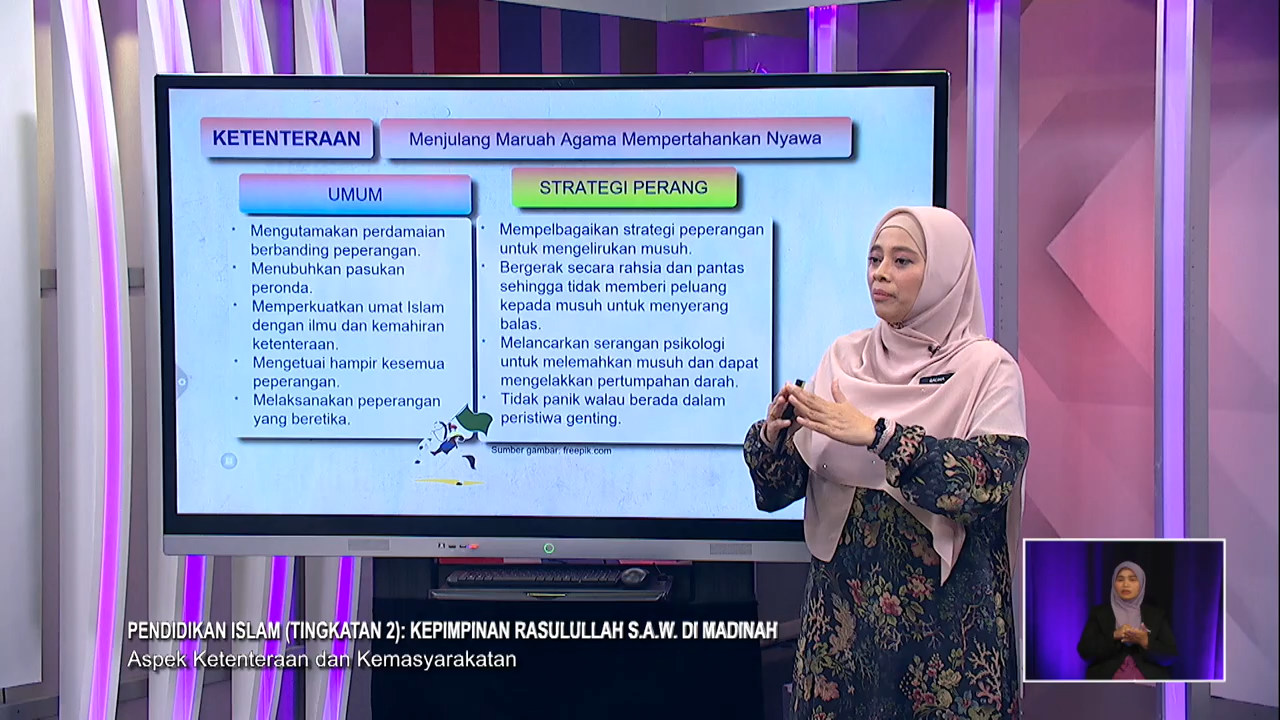 KETENTERAAN
Menjulang Maruah Agama Mempertahankan Nyawa
UMUM
• Mengutamakan perdamaian
berbanding peperangan.
• Menubuhkan pasukan
peronda.
• Memperkuatkan umat Islam
dengan ilmu dan kemahiran
ketenteraan.
• Mengetuai hampir kesemua
peperangan.
• Melaksanakan peperangan
yang beretika.
STRATEGI PERANG
• Mempelbagaikan strategi peperangan
untuk mengelirukan musuh.
• Bergerak secara rahsia dan pantas
sehingga tidak memberi peluang
kepada musuh untuk menyerang
balas.
• Melancarkan serangan psikologi
untuk melemahkan musuh dan dapat
mengelakkan pertumpahan darah.
• Tidak panik walau berada dalam
peristiwa genting.
Sumber gambar: freepik.com
PENDIDIKAN ISLAM (TINGKATAN 2): KEPIMPINAN RASULULLAH S.A.W. DI MADINAH
Aspek Ketenteraan dan Kemasyarakatan